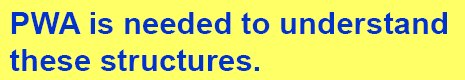 PWA is needed to understand
these structures.